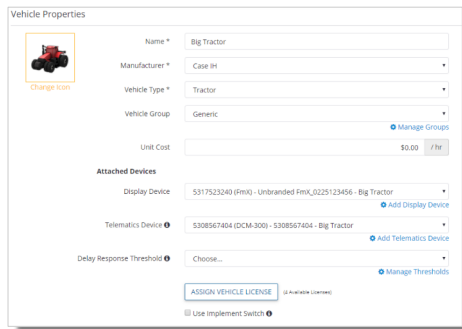 Vehicle Properties
Change Icon
Name *
Big Tractor
Manufacturer *
Case IH
Vehicle Type *
Tractor
Vehicle Group
Generic
Manage Groups
Unit Cost
$0.00 / hr
Attached Devices
Display Device
5317523240 (FmX) - Unbranded FmX_0225123456 - Big Tractor
Add Display Device
Telematics Device
5308567404 (DCM-300) - 5308567404 - Big Tractor
Add Telematics Device
Delay Response Threshold
Choose...
Manage Thresholds
ASSIGN VEHICLE LICENSE
Available Licenses)
Use Implement Switch